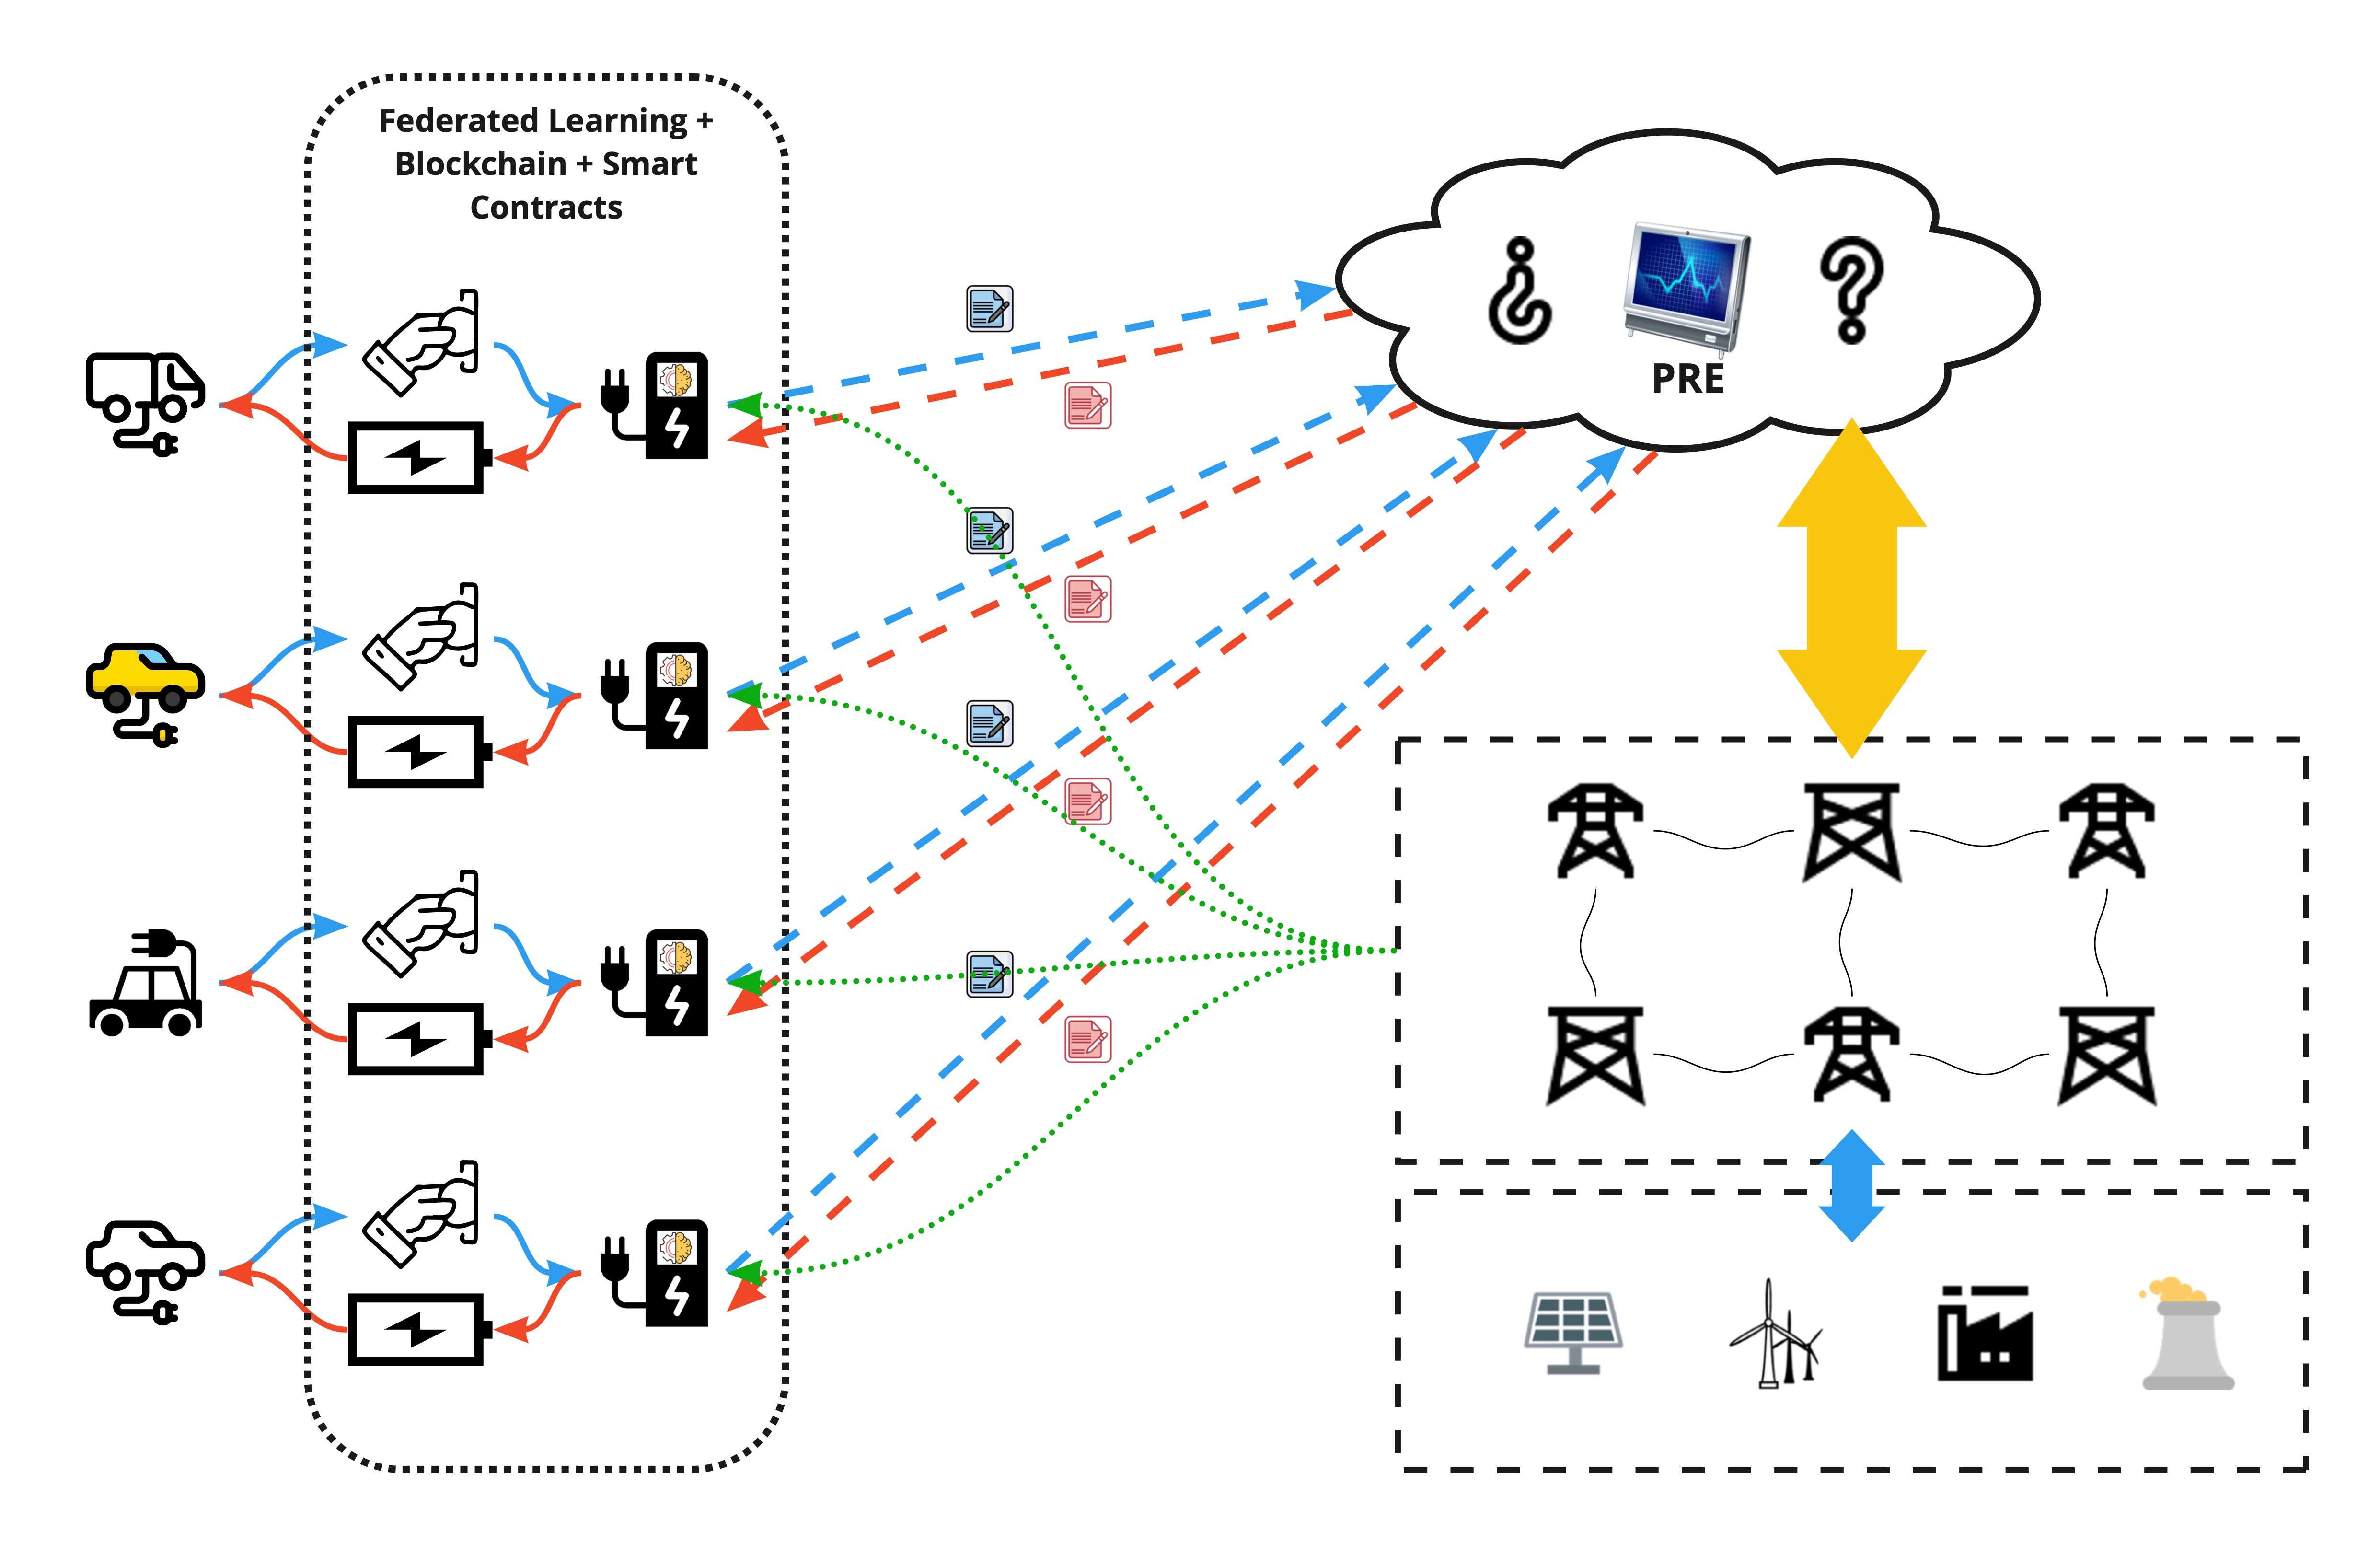 Federated Learning +
Blockchain + Smart
Contracts
¿ ?
PRE